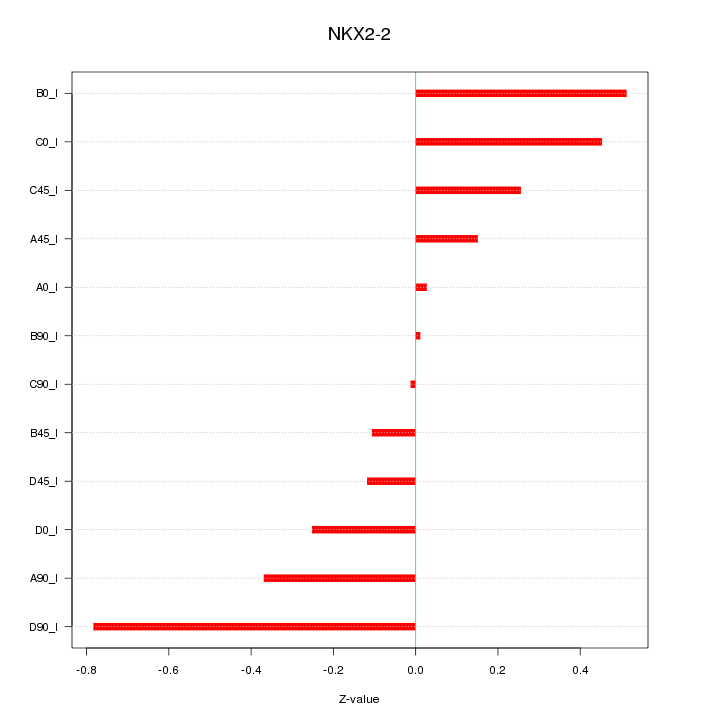 NKX2-2
B0_I
C0_I
C45_I
A45_I
A0_I
B90_I
C90_I
B45_I
D45_I
D0_I
A90_I
D90_I
-0.8 -0.6 -0.4 -0.2 0.0 0.2 0.4
Z-value